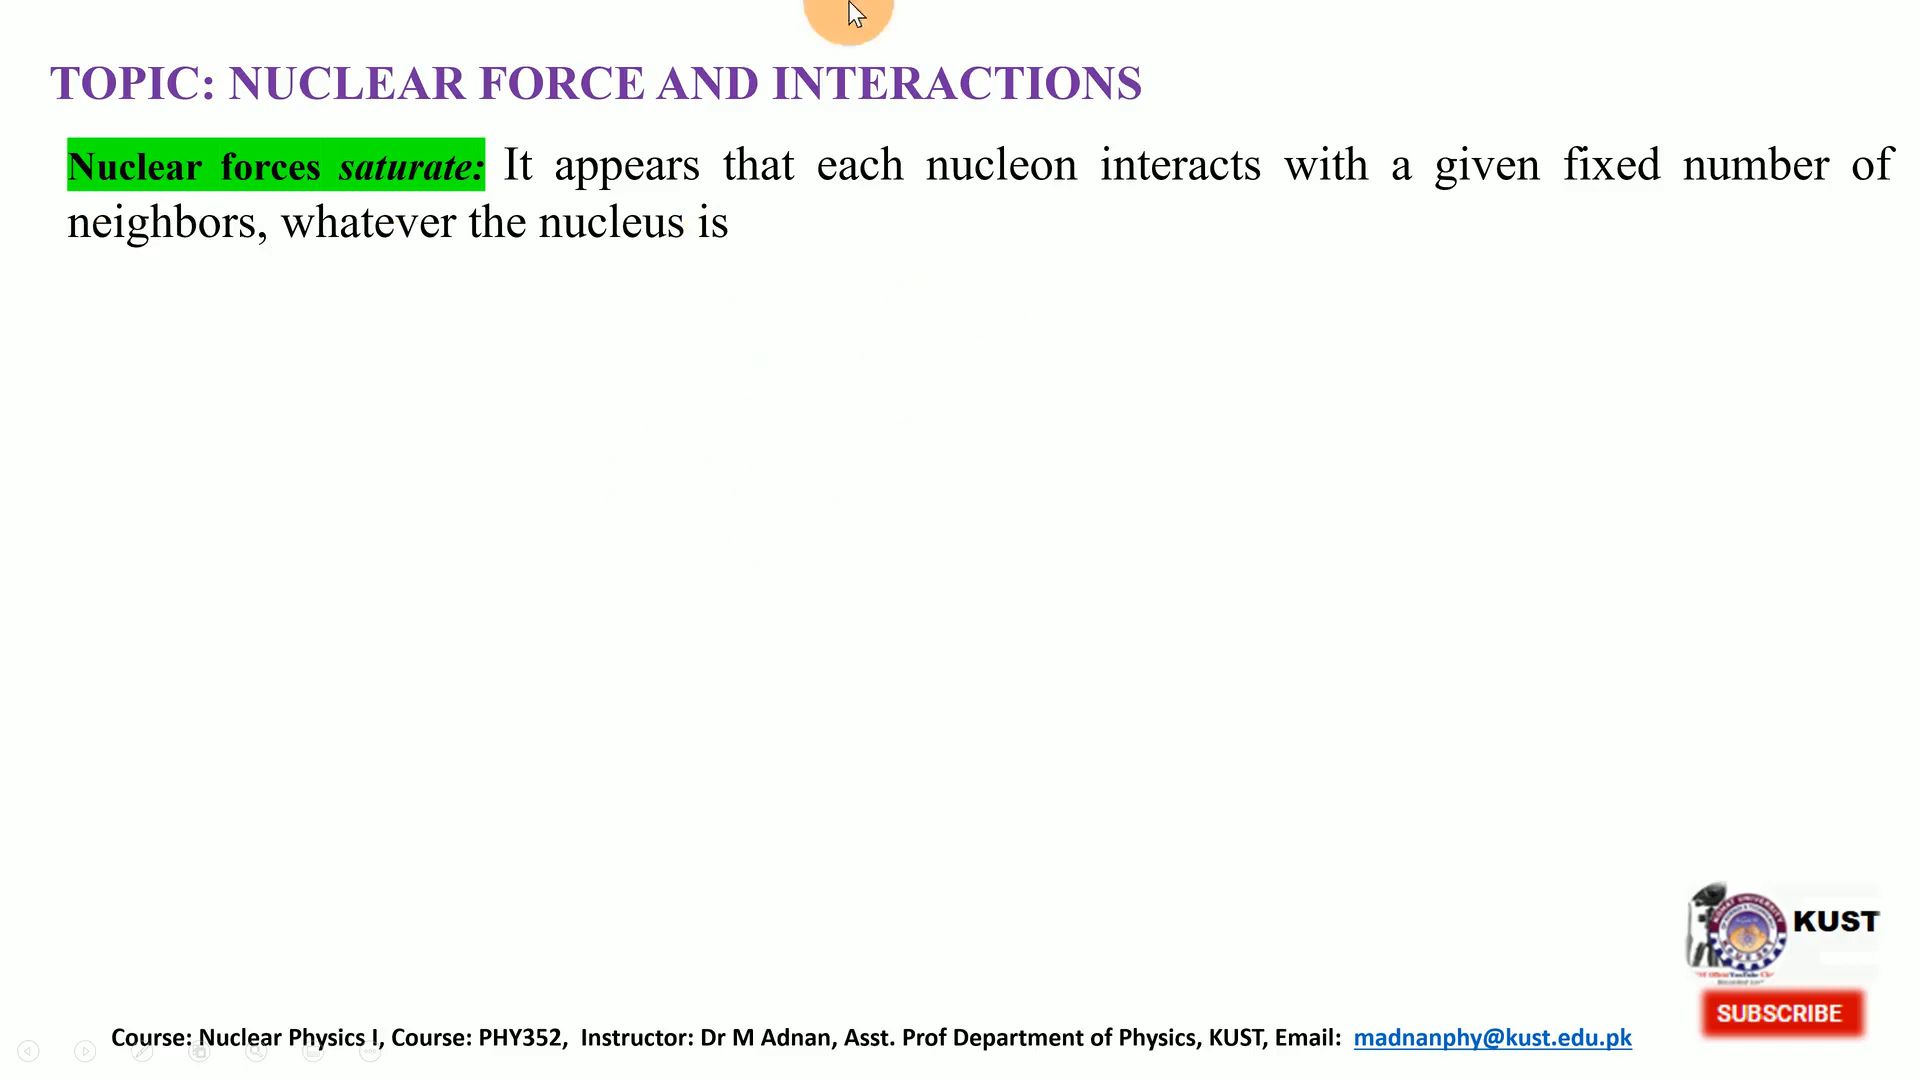 TOPIC: NUCLEAR FORCE AND INTERACTIONS
Nuclear forces saturate: It appears that each nucleon interacts with a given fixed number of
neighbors, whatever the nucleus is
KUST
SUBSCRIBE
Course: Nuclear Physics I, Course: PHY352, Instructor: Dr M Adnan, Asst. Prof Department of Physics, KUST, Email: madnanphy@kust.edu.pk